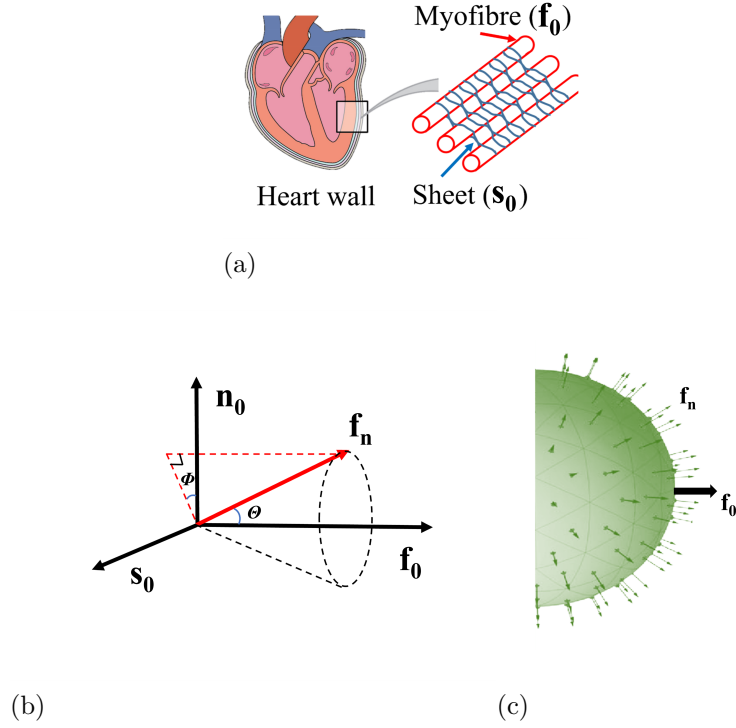 Myofibre (f₀)
Heart wall
Sheet (s₀)
(a)
n₀
fₙ
Φ
Θ
s₀
f₀
(b)
fₙ
f₀
(c)